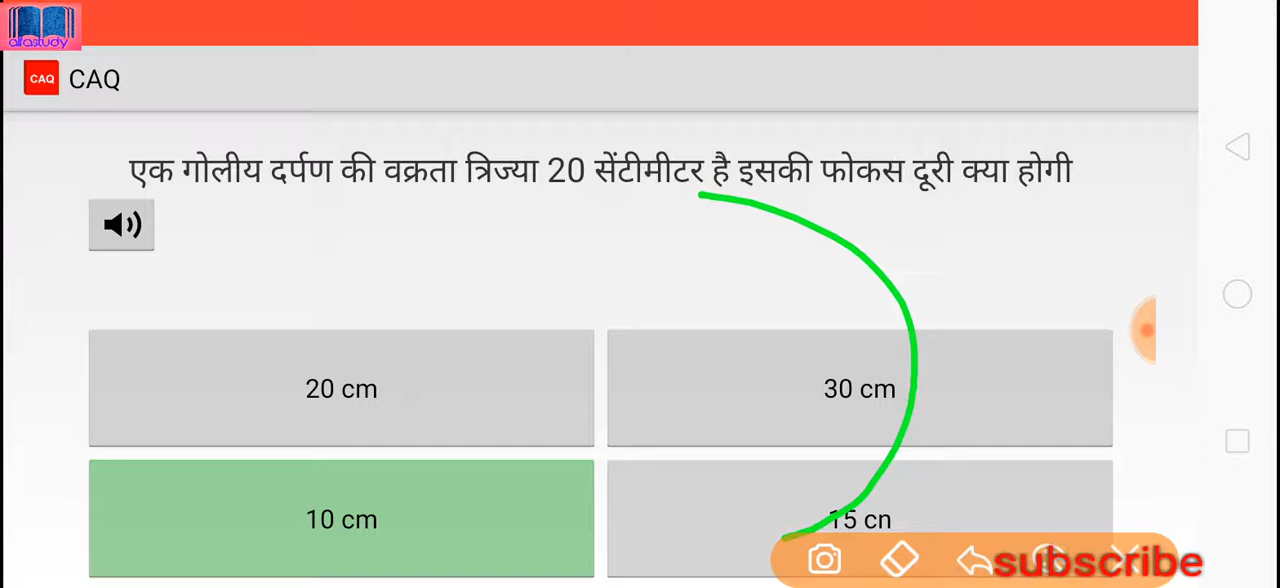 alfastudy
CAQ CAQ
एक गोलीय दर्पण की वक्रता त्रिज्या 20 सेंटीमीटर है इसकी फोकस दूरी क्या होगी
20 cm
30 cm
10 cm
15 cn
subscribe